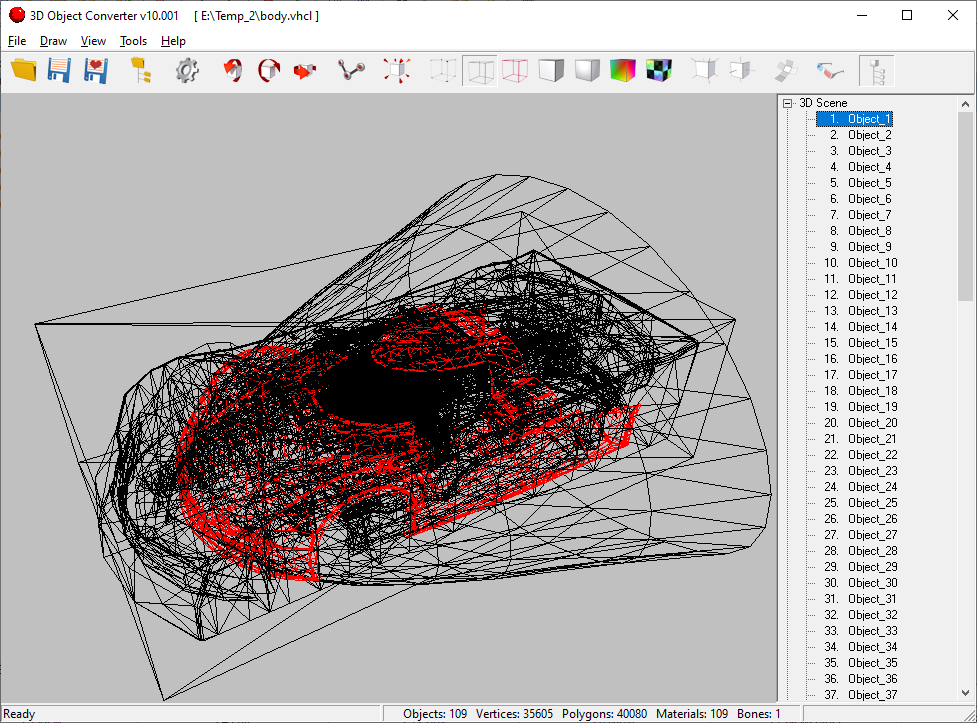 3D Object Converter v10.001 [ E:\Temp_2\body.vhcl ]
File Draw View Tools Help
3D Scene
1. Object_1
2. Object_2
3. Object_3
4. Object_4
5. Object_5
6. Object_6
7. Object_7
8. Object_8
9. Object_9
10. Object_10
11. Object_11
12. Object_12
13. Object_13
14. Object_14
15. Object_15
16. Object_16
17. Object_17
18. Object_18
19. Object_19
20. Object_20
21. Object_21
22. Object_22
23. Object_23
24. Object_24
25. Object_25
26. Object_26
27. Object_27
28. Object_28
29. Object_29
30. Object_30
31. Object_31
32. Object_32
33. Object_33
34. Object_34
35. Object_35
36. Object_36
37. Object_37
Ready
Objects: 109 Vertices: 35605 Polygons: 40080 Materials: 109 Bones: 1